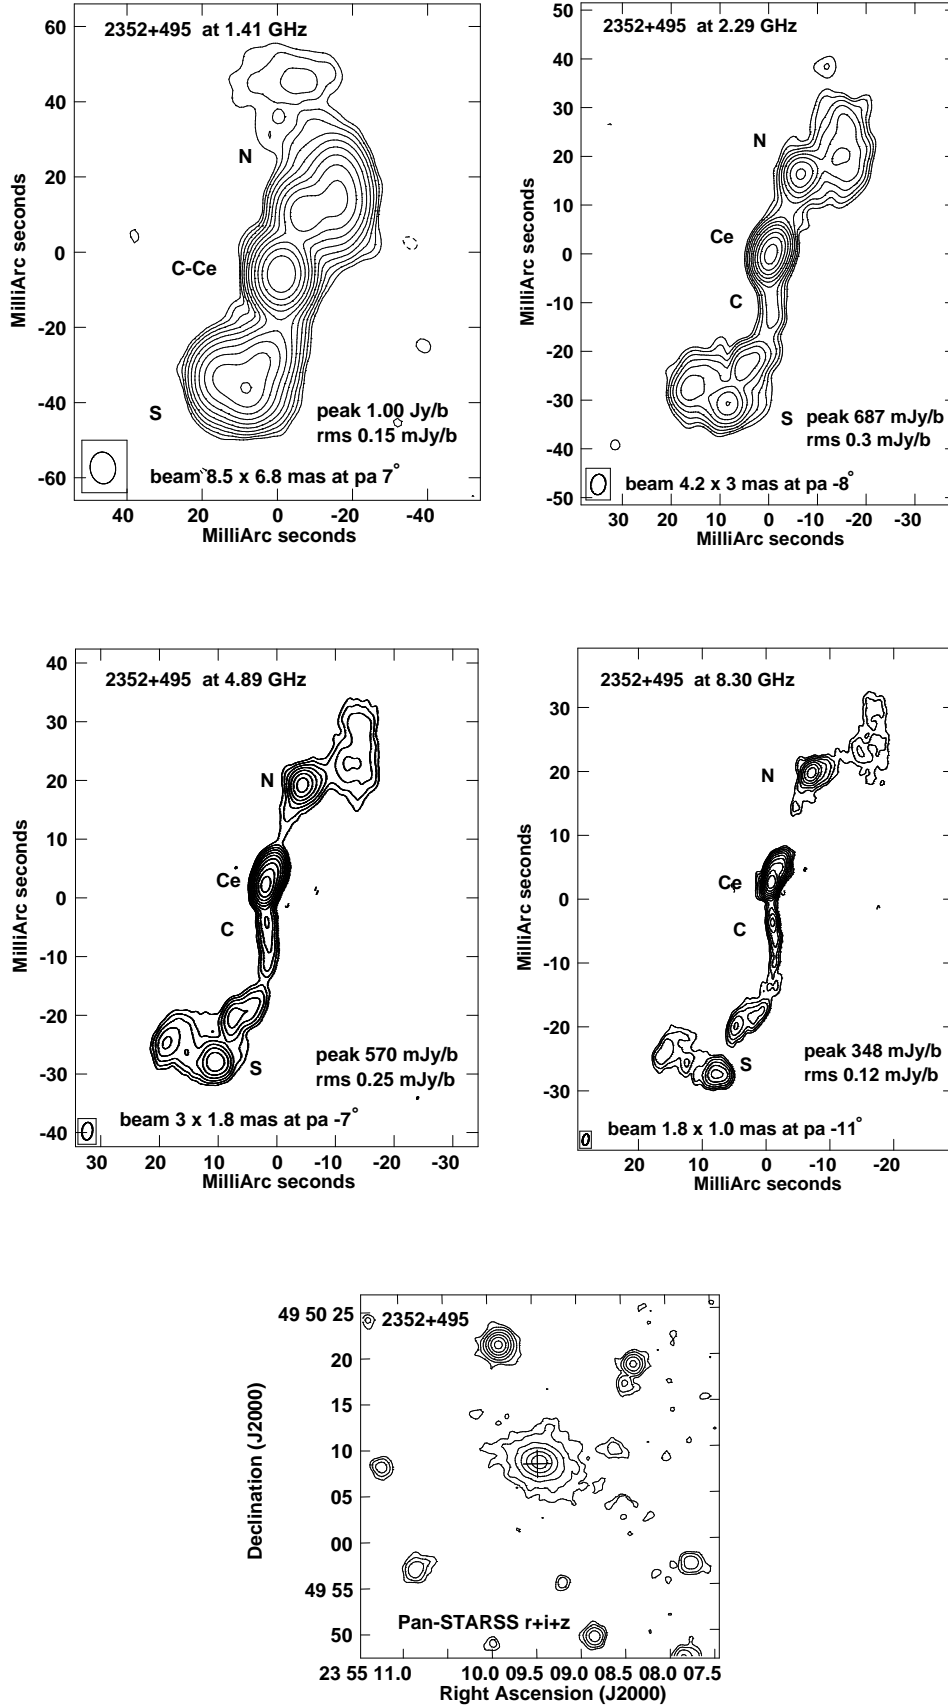 2352+495 at 1.41 GHz
60
40
20
0
-20
-40
-60
MilliArc seconds
N
C-Ce
S
peak 1.00 Jy/b
rms 0.15 mJy/b
beam 8.5 x 6.8 mas at pa 7°
40 20 0 -20 -40
MilliArc seconds
2352+495 at 2.29 GHz
50
40
30
20
10
0
-10
-20
-30
-40
-50
MilliArc seconds
N
Ce
C
S
peak 687 mJy/b
rms 0.3 mJy/b
beam 4.2 x 3 mas at pa -8°
30 20 10 0 -10 -20 -30
MilliArc seconds
2352+495 at 4.89 GHz
40
30
20
10
0
-10
-20
-30
-40
MilliArc seconds
N
Ce
C
S
peak 570 mJy/b
rms 0.25 mJy/b
beam 3 x 1.8 mas at pa -7°
30 20 10 0 -10 -20 -30
MilliArc seconds
2352+495 at 8.30 GHz
30
20
10
0
-10
-20
-30
MilliArc seconds
N
Ce
C
S
peak 348 mJy/b
rms 0.12 mJy/b
beam 1.8 x 1.0 mas at pa -11°
20 10 0 -10 -20
MilliArc seconds
2352+495
49 50 25
20
15
10
05
00
49 55
50
Declination (J2000)
Pan-STARSS r+i+z
23 55 11.0 10.0 09.5 09.0 08.5 08.0 07.5
Right Ascension (J2000)